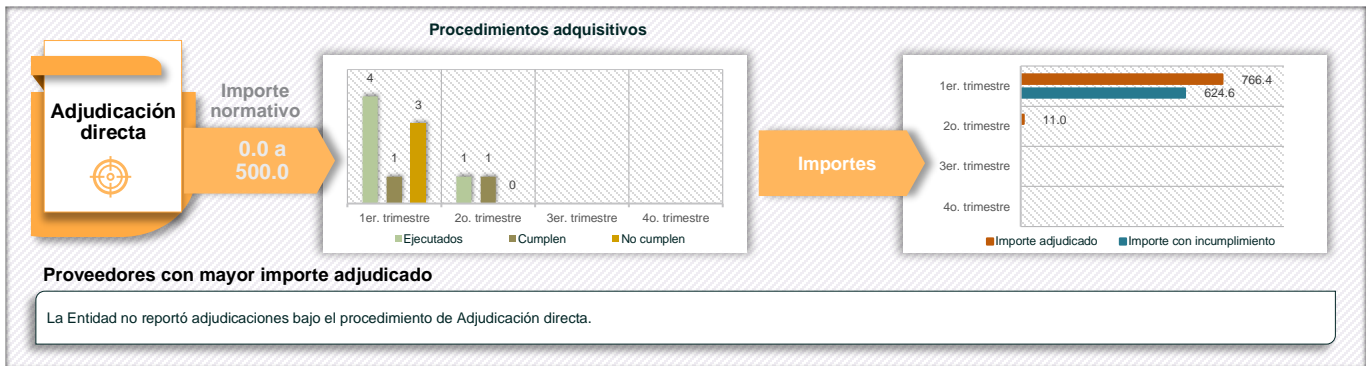 Procedimientos adquisitivos
Adjudicación
directa
Importe
normativo
0.0 a
500.0
4
1
3
1
1
0
1er. trimestre
2o. trimestre
3er. trimestre
4o. trimestre
Ejecutados
Cumplen
No cumplen
Importes
1er. trimestre
766.4
624.6
2o. trimestre
11.0
3er. trimestre
4o. trimestre
Importe adjudicado
Importe con incumplimiento
Proveedores con mayor importe adjudicado
La Entidad no reportó adjudicaciones bajo el procedimiento de Adjudicación directa.